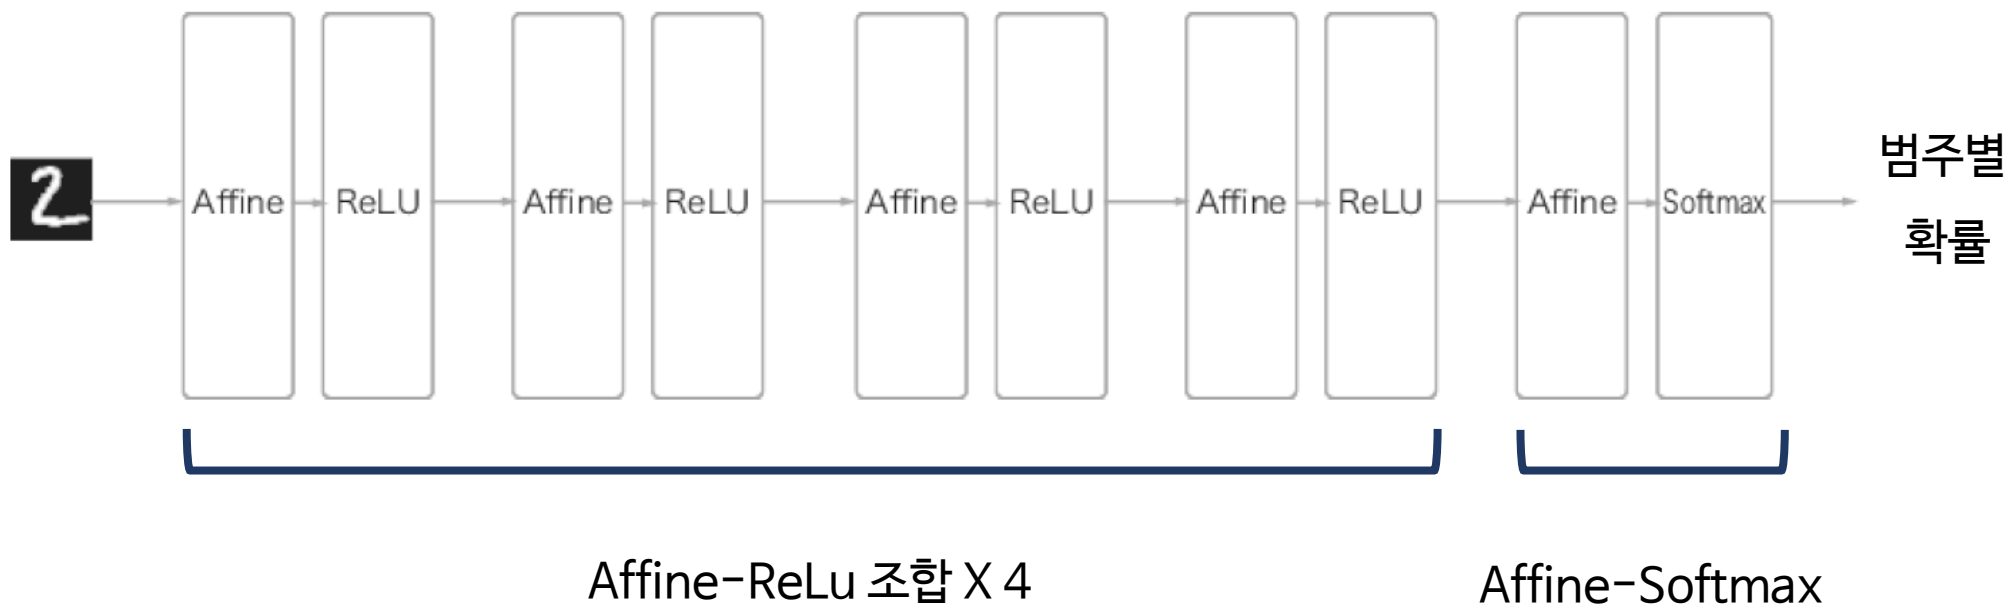 2
Affine ReLU Affine ReLU Affine ReLU Affine ReLU Affine Softmax
범주별
확률
Affine-ReLu 조합 X 4
Affine-Softmax